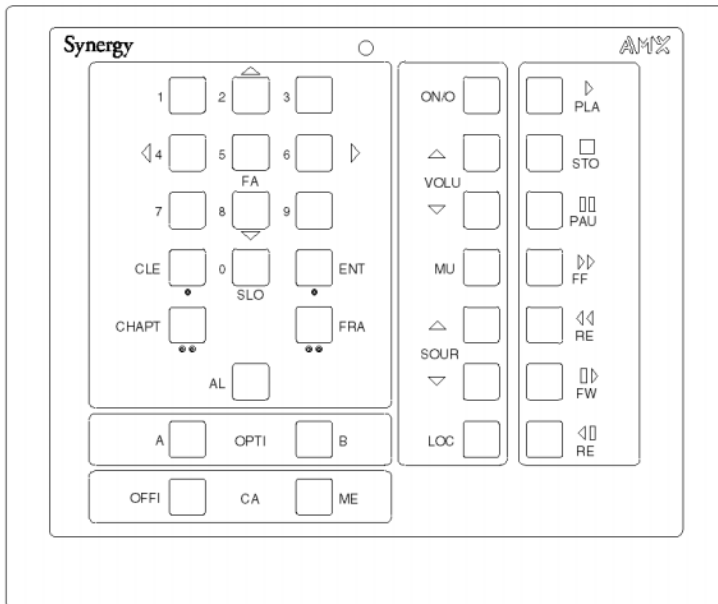 Synergy
AMX
1 2 3
4 5 6
FA
7 8 9
CLE 0 ENT
SLO
CHAPT FRA
AL
A OPTI B
OFFI CA ME
ON/O
VOLU
MU
SOUR
LOC
PLA
STO
PAU
FF
RE
FW
RE